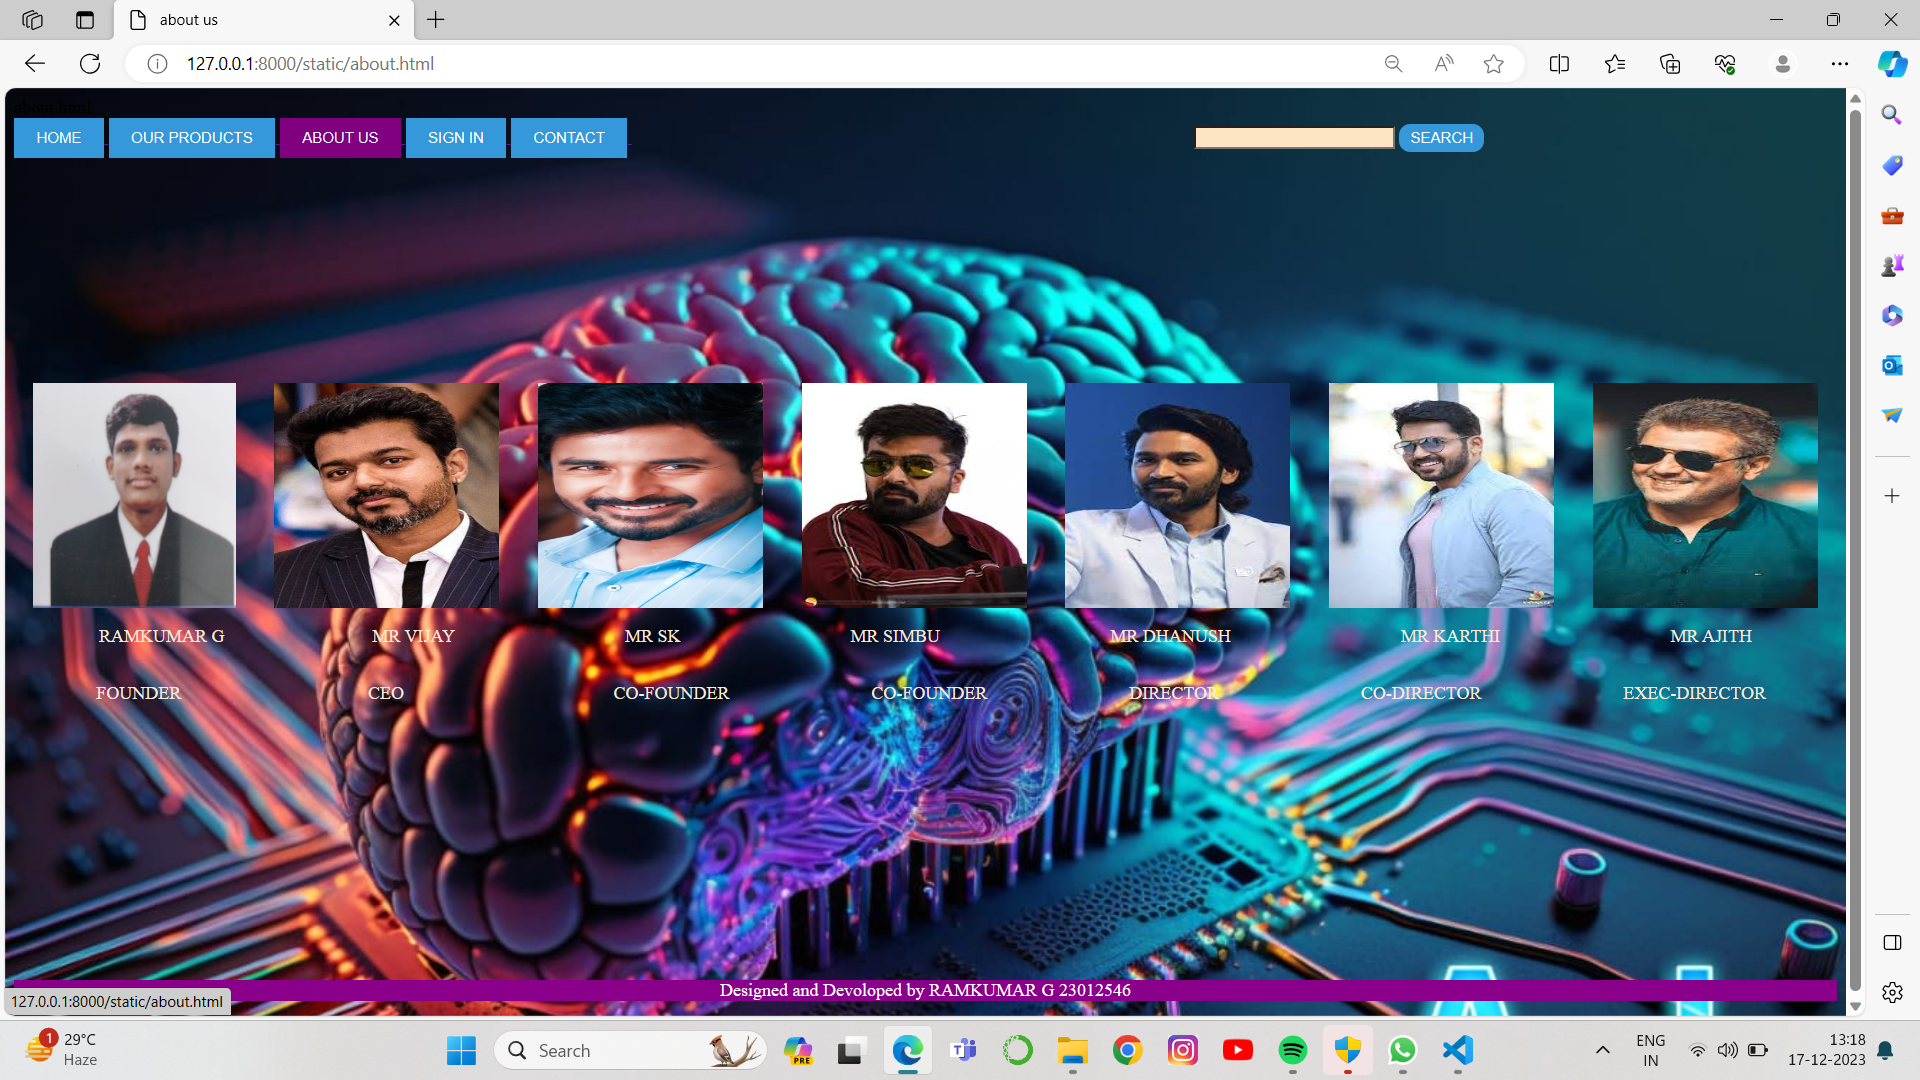 about us
127.0.0.1:8000/static/about.html
about.html
HOME
OUR PRODUCTS
ABOUT US
SIGN IN
CONTACT
SEARCH
RAMKUMAR G
MR VIJAY
MR SK
MR SIMBU
MR DHANUSH
MR KARTHI
MR AJITH
FOUNDER
CEO
CO-FOUNDER
CO-FOUNDER
DIRECTOR
CO-DIRECTOR
EXEC-DIRECTOR
Designed and Devoloped by RAMKUMAR G 23012546
127.0.0.1:8000/static/about.html
1
29°C
Haze
Search
PRE
ENG
IN
13:18
17-12-2023